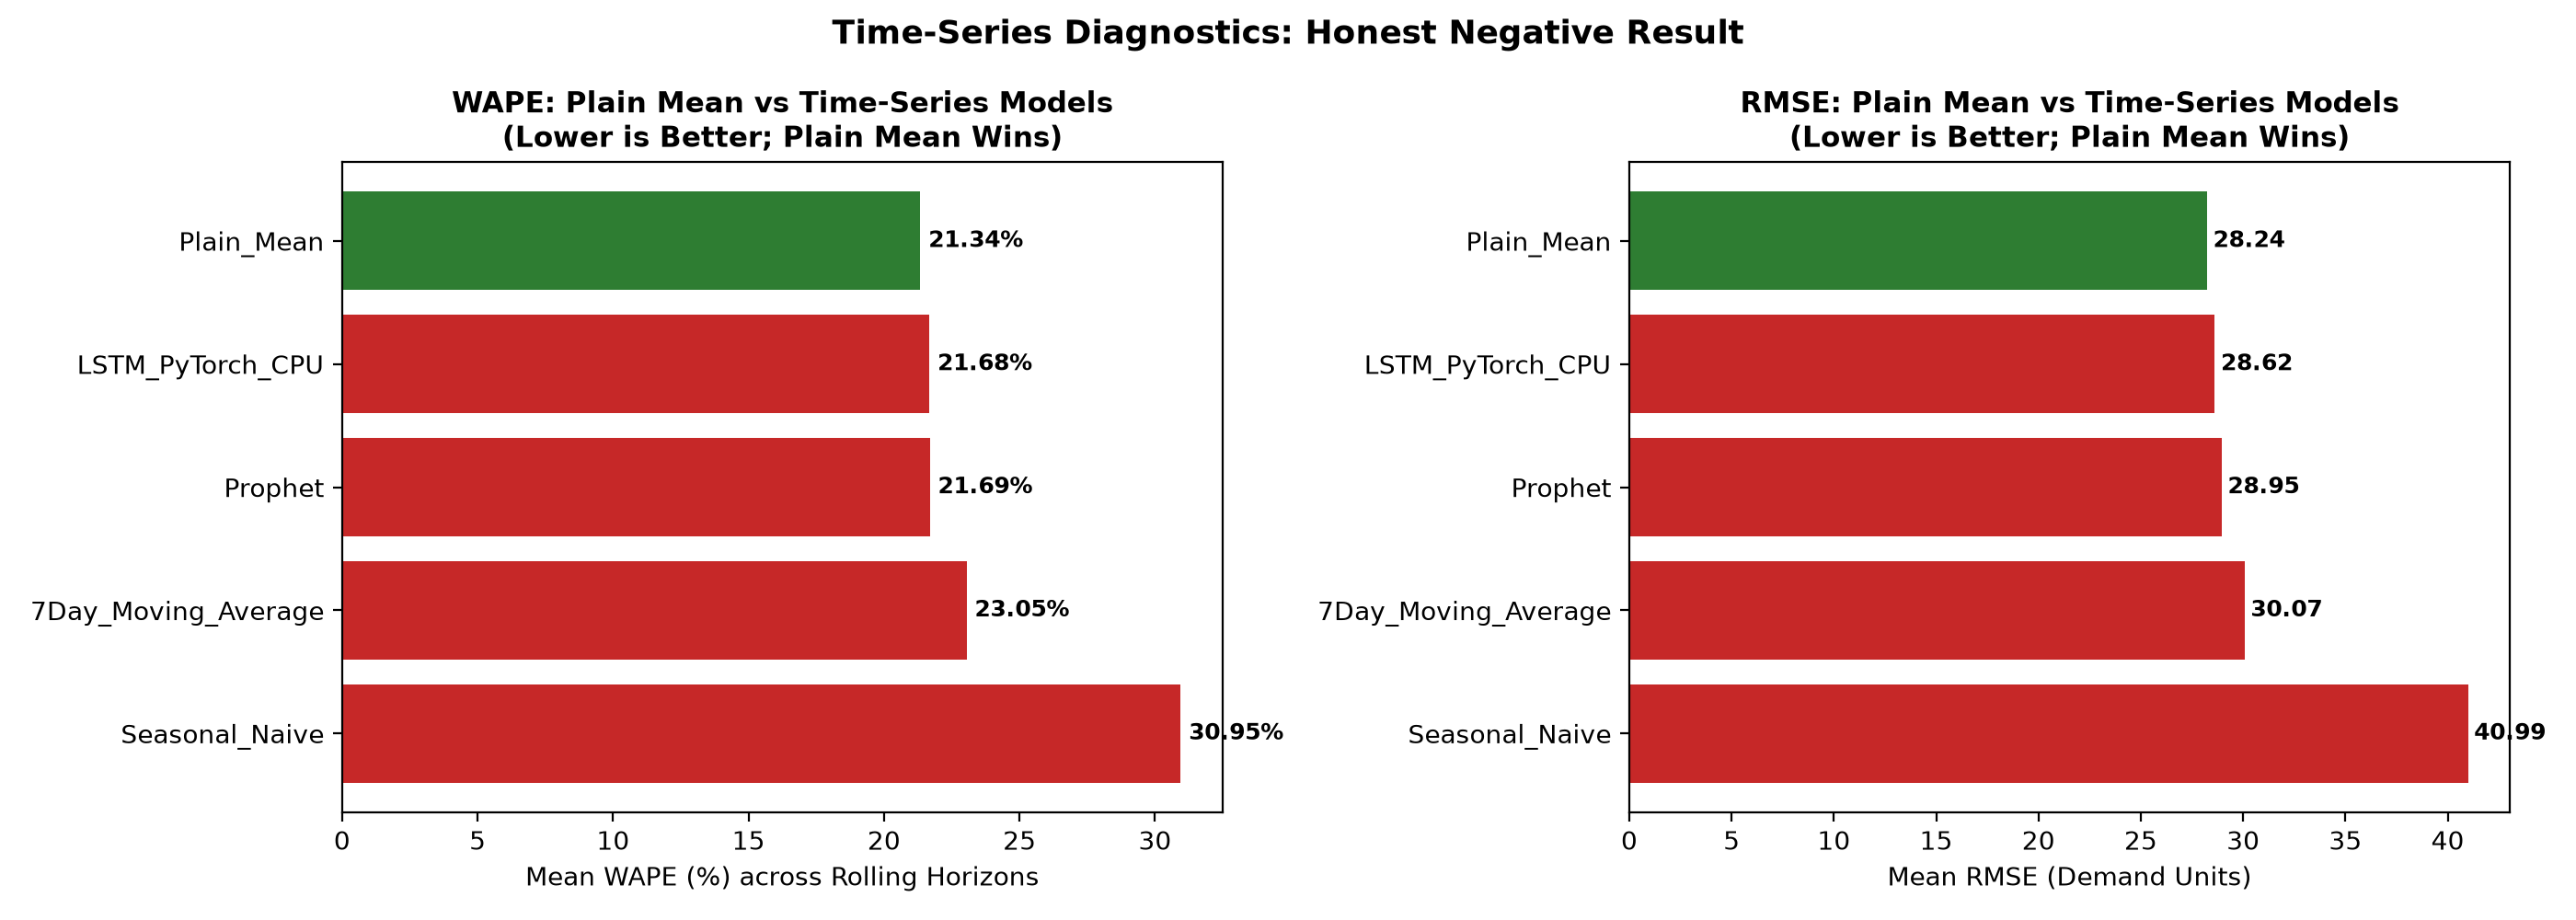 Time-Series Diagnostics: Honest Negative Result
WAPE: Plain Mean vs Time-Series Models
(Lower is Better; Plain Mean Wins)
Plain_Mean
21.34%
LSTM_PyTorch_CPU
21.68%
Prophet
21.69%
7Day_Moving_Average
23.05%
Seasonal_Naive
30.95%
0 5 10 15 20 25 30
Mean WAPE (%) across Rolling Horizons
RMSE: Plain Mean vs Time-Series Models
(Lower is Better; Plain Mean Wins)
Plain_Mean
28.24
LSTM_PyTorch_CPU
28.62
Prophet
28.95
7Day_Moving_Average
30.07
Seasonal_Naive
40.99
0 5 10 15 20 25 30 35 40
Mean RMSE (Demand Units)